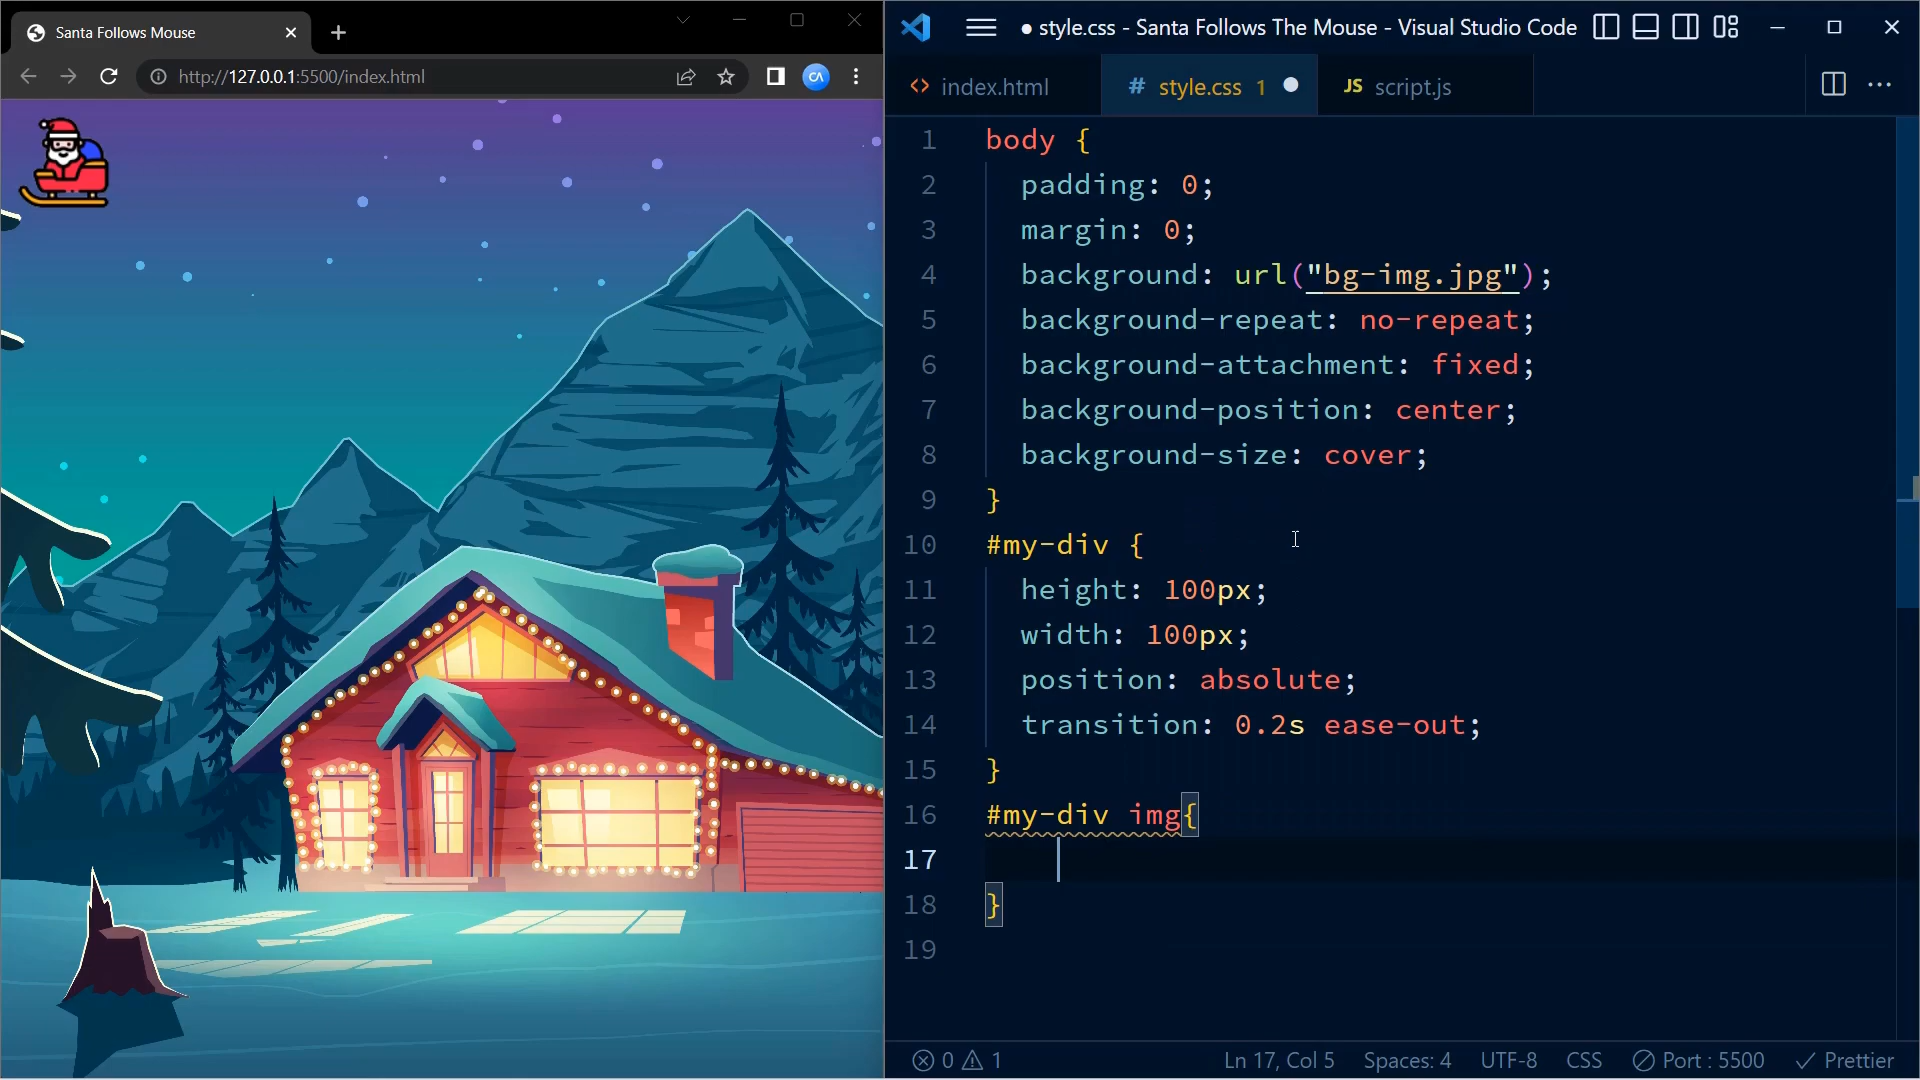 Santa Follows Mouse
http://127.0.0.1:5500/index.html
CA
● style.css - Santa Follows The Mouse - Visual Studio Code
<> index.html
# style.css 1 ●
JS script.js
1 body {
2 padding: 0;
3 margin: 0;
4 background: url("bg-img.jpg");
5 background-repeat: no-repeat;
6 background-attachment: fixed;
7 background-position: center;
8 background-size: cover;
9 }
10 #my-div {
11 height: 100px;
12 width: 100px;
13 position: absolute;
14 transition: 0.2s ease-out;
15 }
16 #my-div img{
17
18 }
19
0 1 Ln 17, Col 5 Spaces: 4 UTF-8 CSS Port : 5500 Prettier